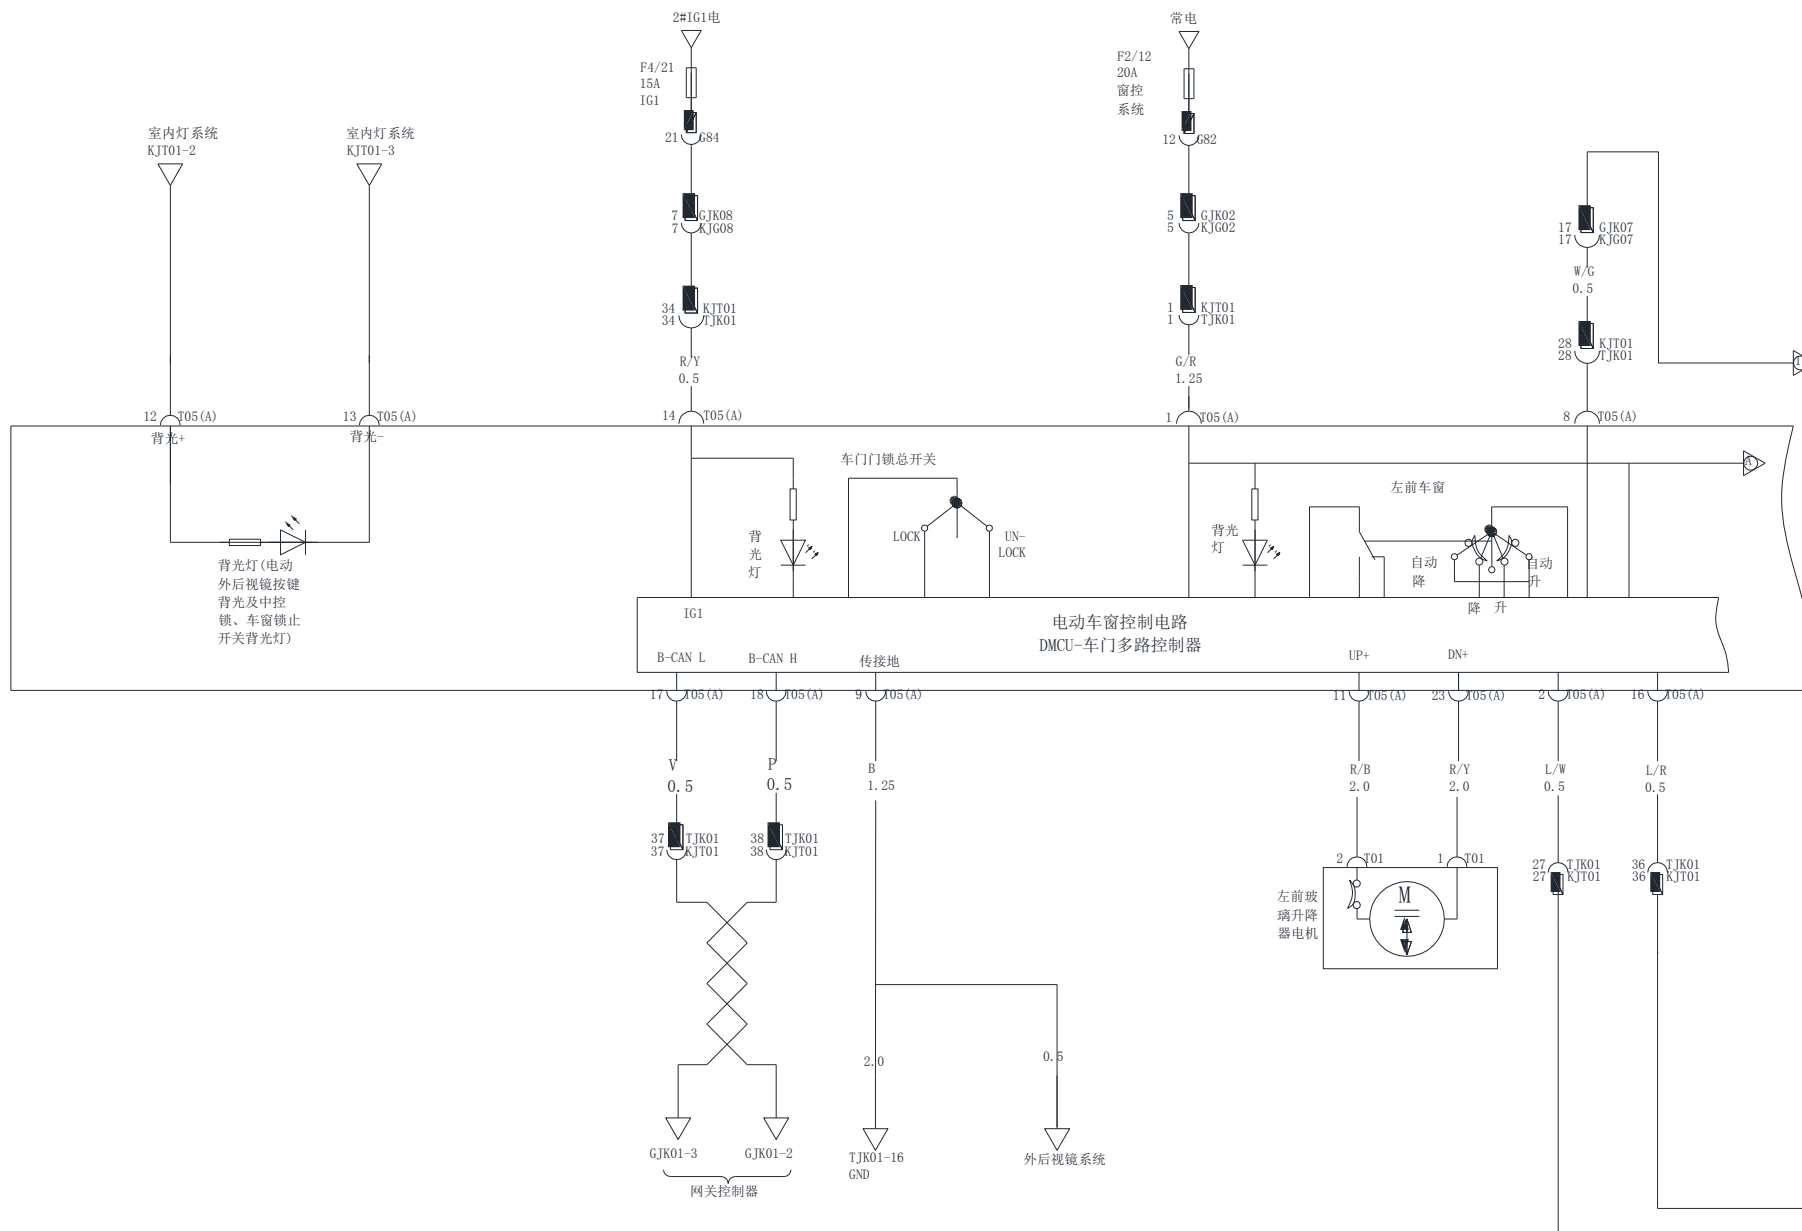 2#IG1电
常电
F4/21
15A
IG1
F2/12
20A
窗控
系统
21 G84
12 G82
室内灯系统
KJT01-2
室内灯系统
KJT01-3
7 GJK08
7 KJG08
5 GJK02
5 KJG02
17 GJK07
17 KJG07
W/G
0.5
34 KJT01
34 TJK01
1 KJT01
1 TJK01
28 KJT01
28 TJK01
R/Y
0.5
G/R
1.25
12 T05(A)
13 T05(A)
14 T05(A)
1 T05(A)
8 T05(A)
背光+
背光-
车门门锁总开关
A
左前车窗
LOCK
UN-
LOCK
背
光
灯
背光
灯
自动
降
自动
升
降 升
背光灯(电动
外后视镜按键
背光及中控
锁、车窗锁止
开关背光灯)
IG1
电动车窗控制电路
DMCU-车门多路控制器
B-CAN L
B-CAN H
传接地
UP+
DN+
17 T05(A)
18 T05(A)
9 T05(A)
11 T05(A)
23 T05(A)
2 T05(A)
16 T05(A)
V
0.5
P
0.5
B
1.25
R/B
2.0
R/Y
2.0
L/W
0.5
L/R
0.5
37 TJK01
37 KJT01
38 TJK01
38 KJT01
2 T01
1 T01
27 TJK01
27 KJT01
36 TJK01
36 KJT01
左前玻
璃升降
器电机
M
2.0
0.5
GJK01-3
GJK01-2
网关控制器
TJK01-16
GND
外后视镜系统